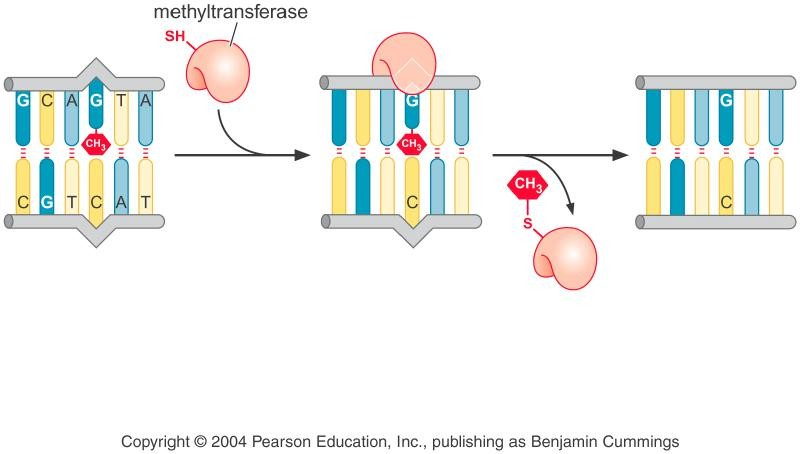 methyltransferase
SH
G C A G T A
CH3
C G T C A T
G
CH3
C
CH3
S
G
C
Copyright © 2004 Pearson Education, Inc., publishing as Benjamin Cummings